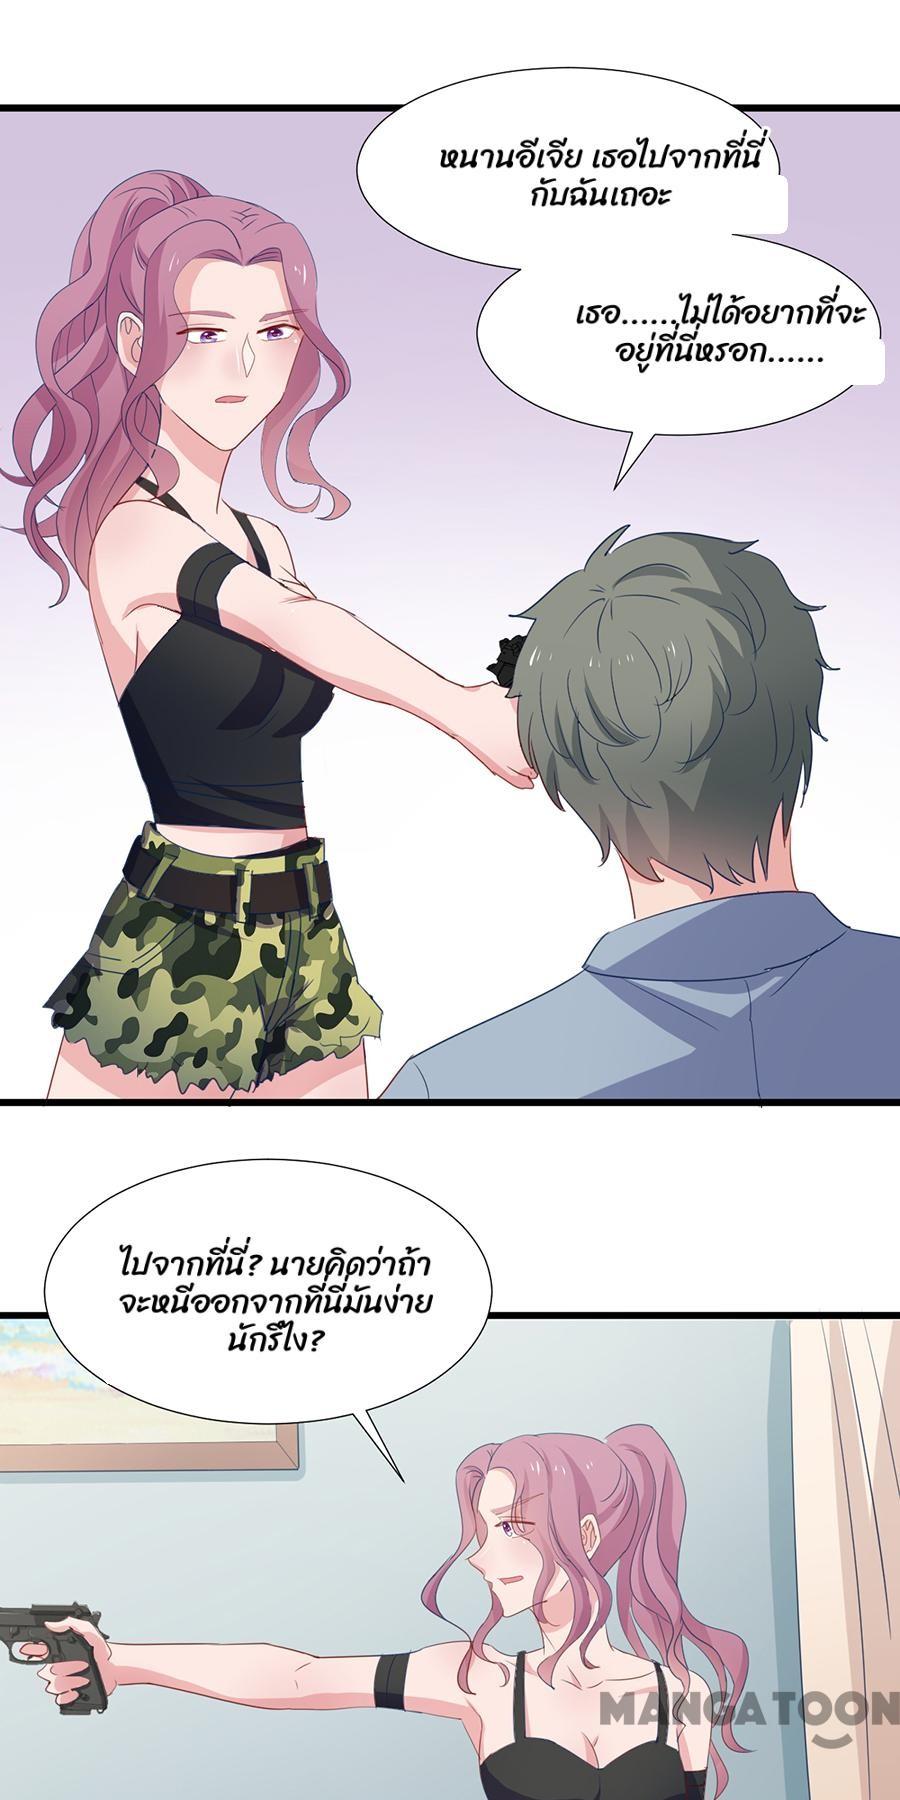 หนานอีเจีย เธอไปจากที่นี่
กับฉันเถอะ
เธอ......ไม่ได้อยากที่จะ
อยู่ที่นี่หรอก......
ไปจากที่นี่? นายคิดว่าถ้า
จะหนีออกจากที่นี่มันง่าย
นักรึไง?
MANGATOON